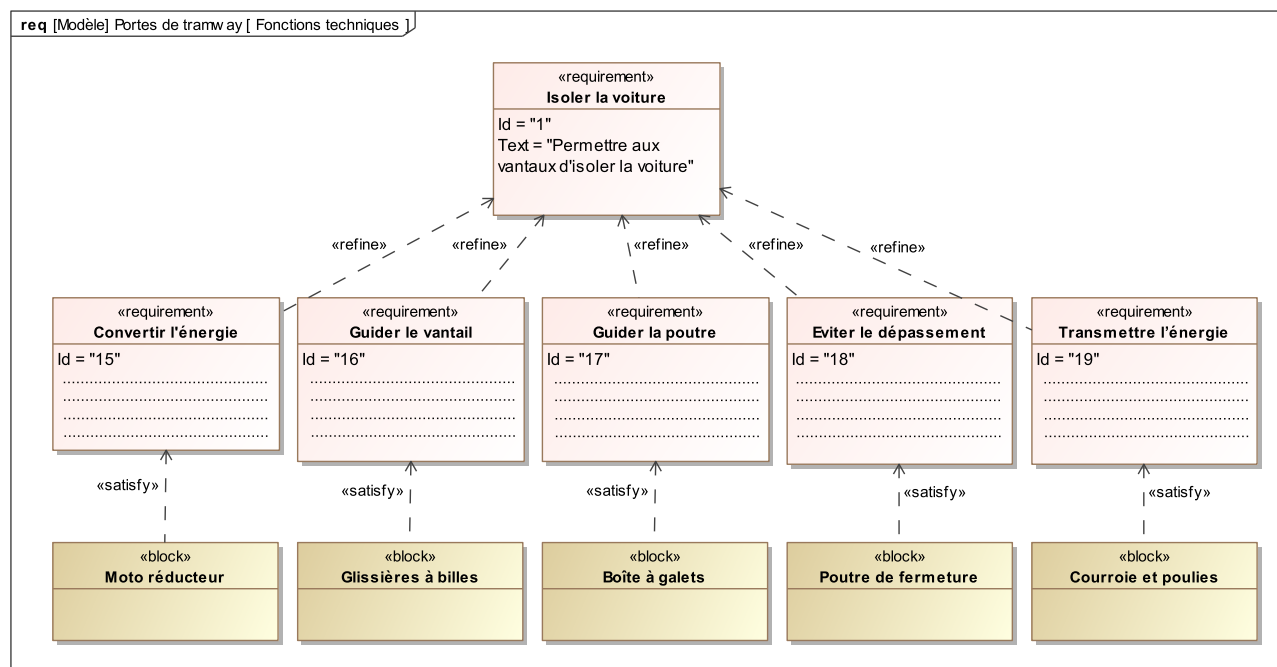 req [Modèle] Portes de tramway [ Fonctions techniques ]
«requirement»
Isoler la voiture
Id = "1"
Text = "Permettre aux
vantaux d'isoler la voiture"
«refine»
«refine»
«refine»
«refine»
«refine»
«requirement»
Convertir l'énergie
Id = "15"
..................................................
..................................................
..................................................
..................................................
«requirement»
Guider le vantail
Id = "16"
..................................................
..................................................
..................................................
..................................................
«requirement»
Guider la poutre
Id = "17"
..................................................
..................................................
..................................................
..................................................
«requirement»
Eviter le dépassement
Id = "18"
..................................................
..................................................
..................................................
..................................................
«requirement»
Transmettre l’énergie
Id = "19"
..................................................
..................................................
..................................................
..................................................
«satisfy»
«satisfy»
«satisfy»
«satisfy»
«satisfy»
«block»
Moto réducteur
«block»
Glissières à billes
«block»
Boîte à galets
«block»
Poutre de fermeture
«block»
Courroie et poulies